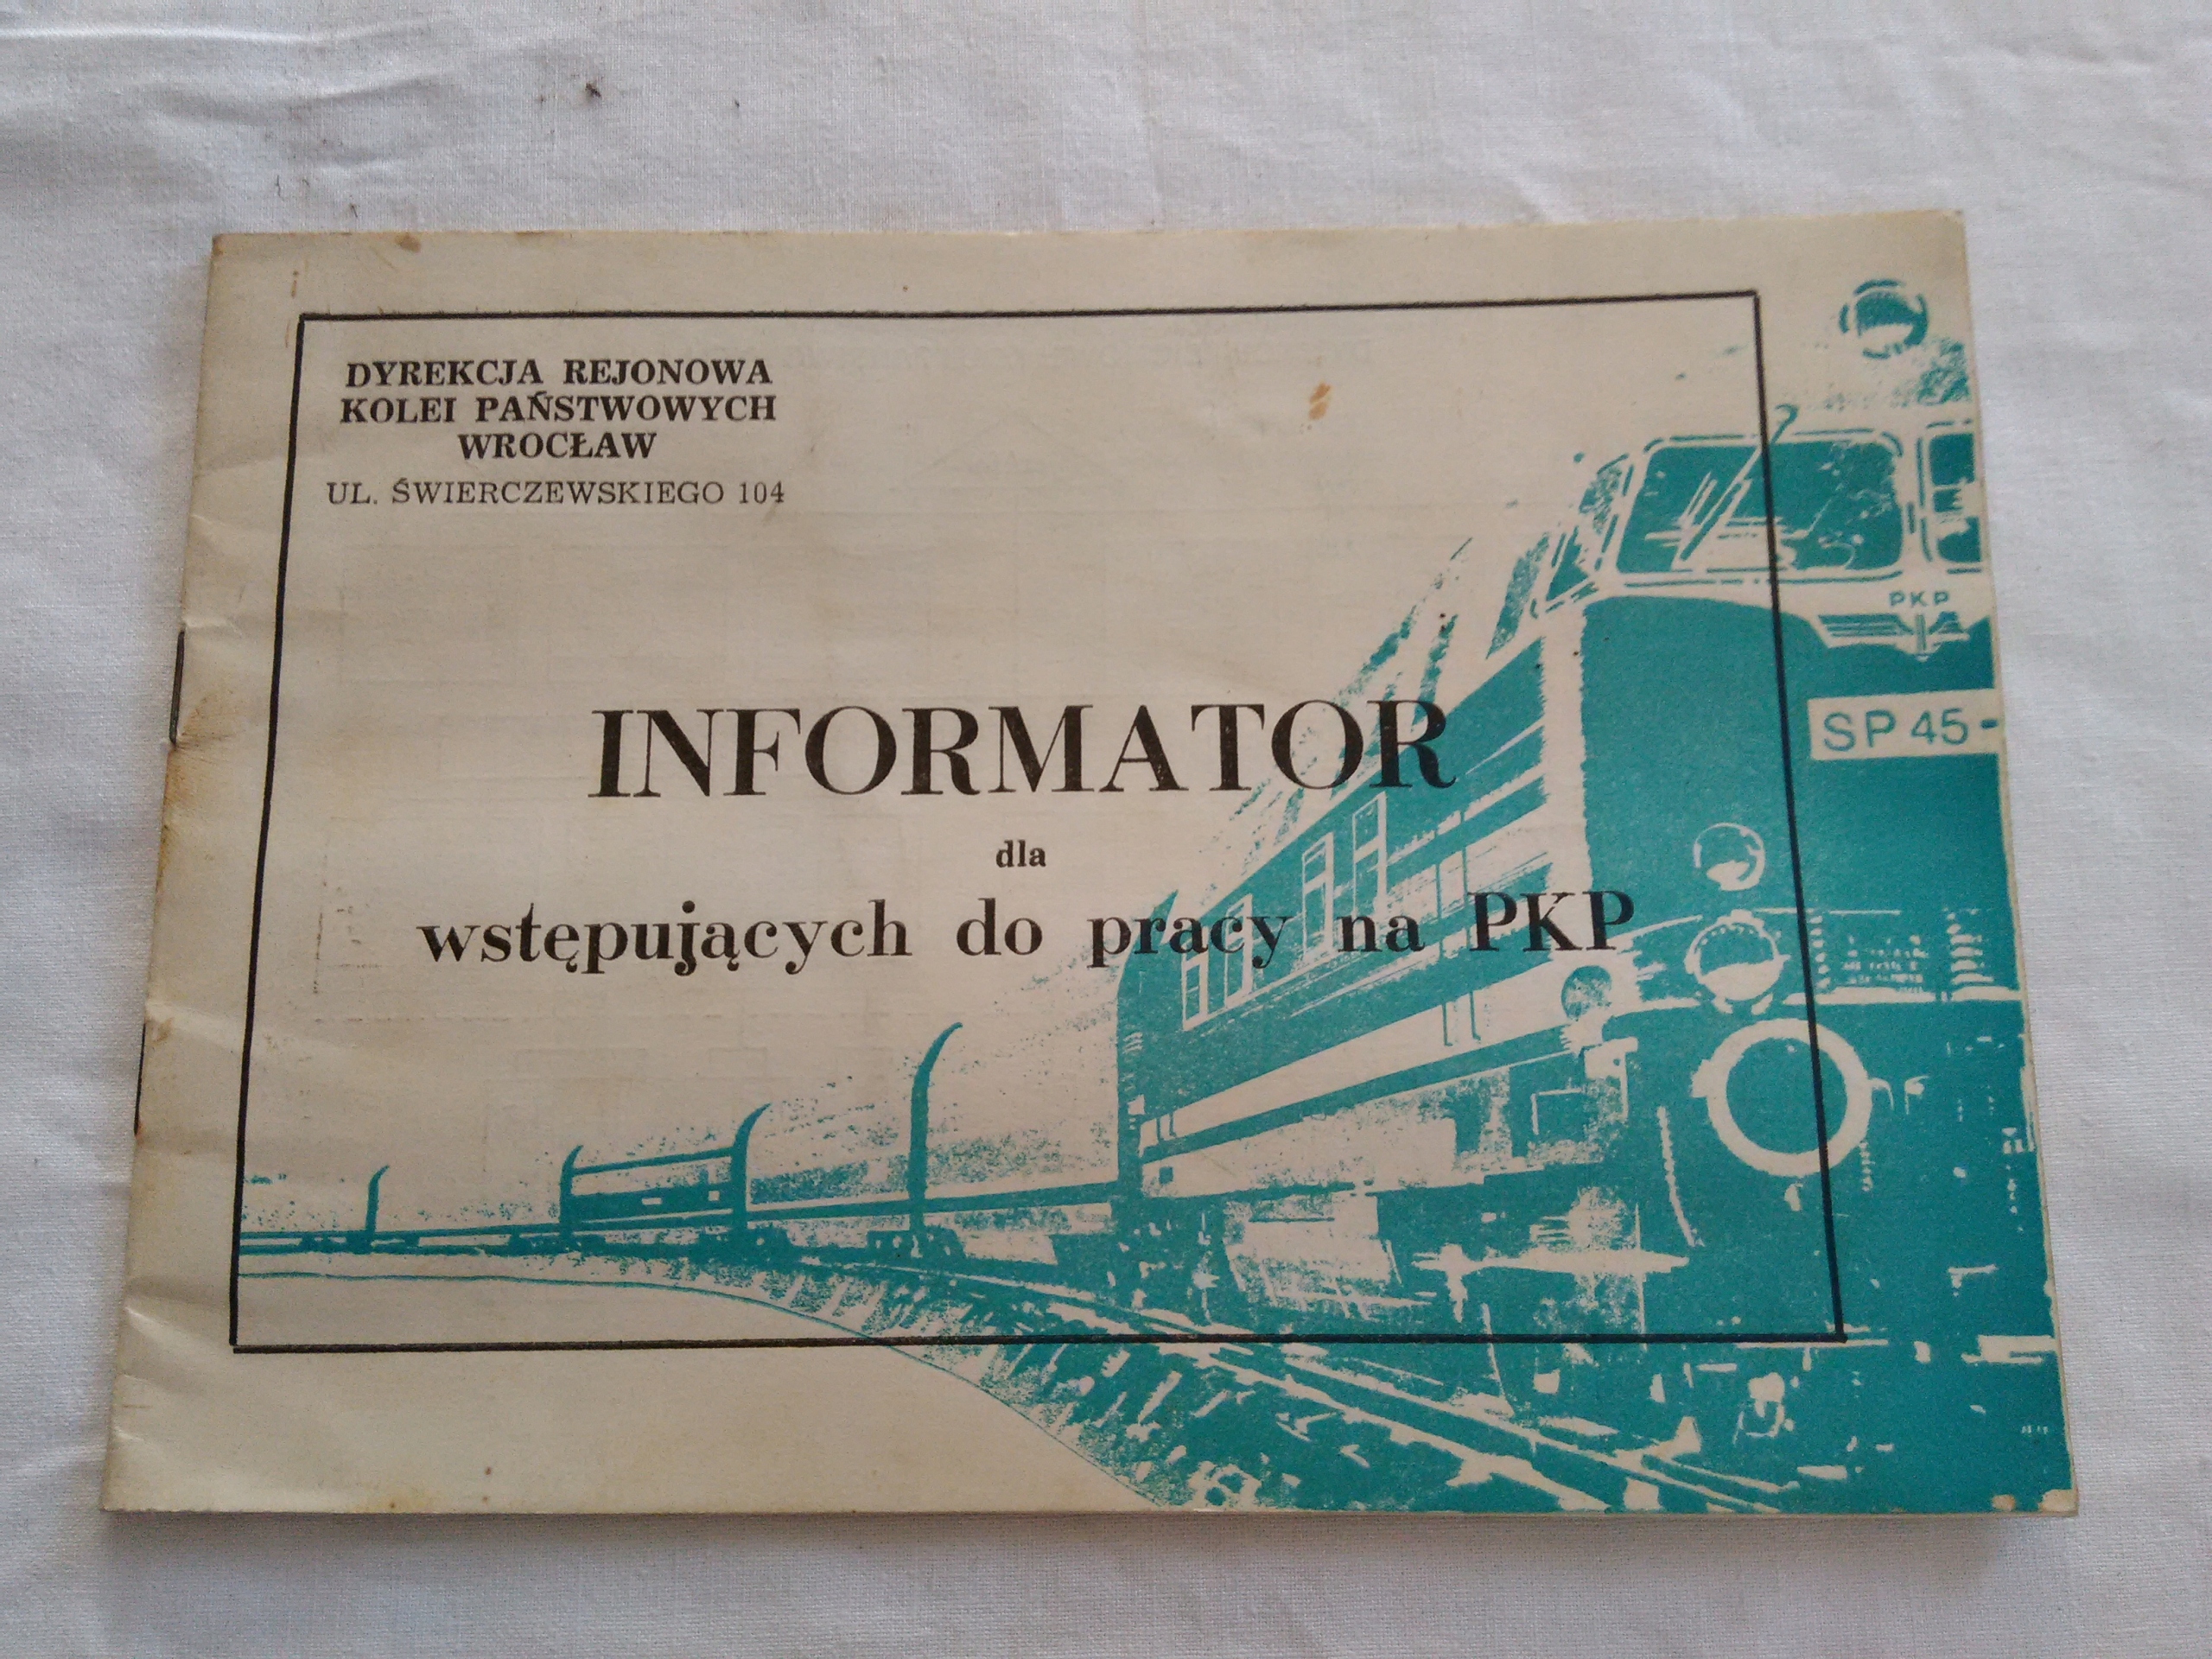 DYREKCJA REJONOWA
KOLEI PAŃSTWOWYCH
WROCŁAW
UL. ŚWIERCZEWSKIEGO 104
INFORMATOR
dla
wstępujących do pracy na PKP
PKP
SP 45-